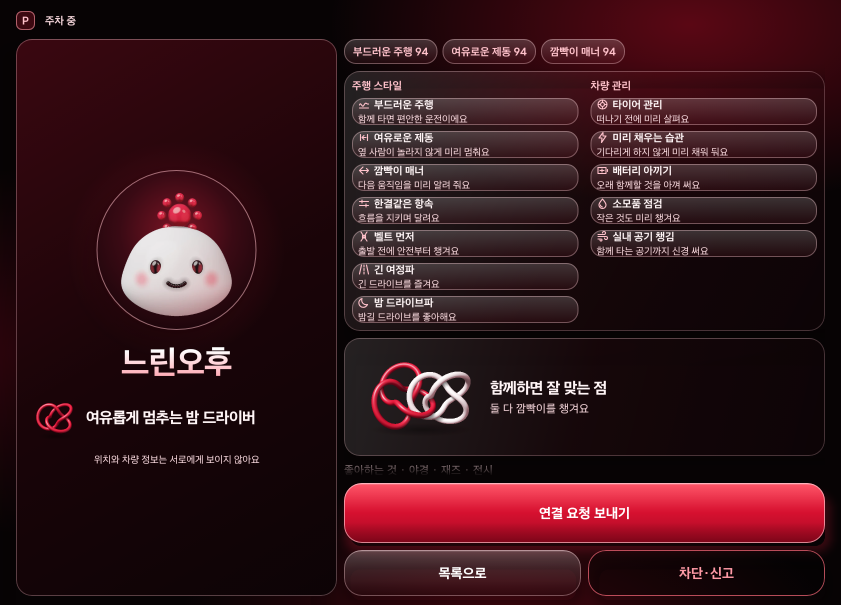 P 주차 중
느린오후
여유롭게 멈추는 밤 드라이버
위치와 차량 정보는 서로에게 보이지 않아요
부드러운 주행 94 여유로운 제동 94 깜빡이 매너 94
주행 스타일
부드러운 주행
함께 타면 편안한 운전이에요
여유로운 제동
옆 사람이 놀라지 않게 미리 멈춰요
깜빡이 매너
다음 움직임을 미리 알려 줘요
한결같은 항속
흐름을 지키며 달려요
벨트 먼저
출발 전에 안전부터 챙겨요
긴 여정파
긴 드라이브를 즐겨요
밤 드라이브파
밤길 드라이브를 좋아해요
차량 관리
타이어 관리
떠나기 전에 미리 살펴요
미리 채우는 습관
기다리게 하지 않게 미리 채워 둬요
배터리 아끼기
오래 함께할 것을 아껴 써요
소모품 점검
작은 것도 미리 챙겨요
실내 공기 챙김
함께 타는 공기까지 신경 써요
함께하면 잘 맞는 점
둘 다 깜빡이를 챙겨요
좋아하는 것 · 야경 · 재즈 · 전시
연결 요청 보내기
목록으로
차단·신고